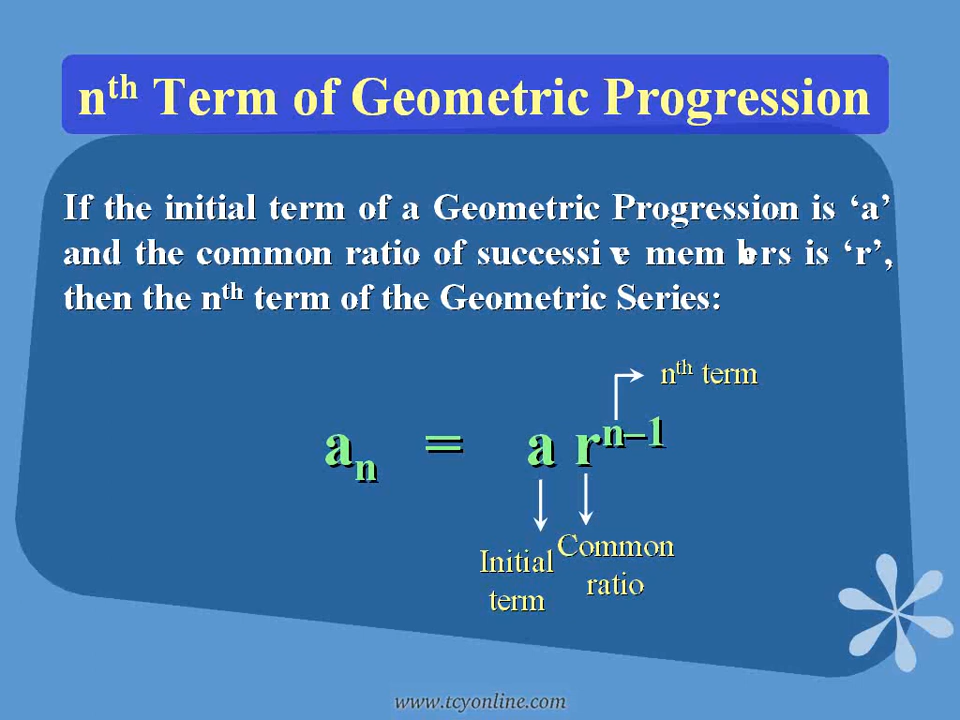 nth Term of Geometric Progression
If the initial term of a Geometric Progression is ‘a’
and the common ratio of successive members is ‘r’,
then the nth term of the Geometric Series:
nth term
an = a rn–1
Initial term
Common ratio
www.tcyonline.com